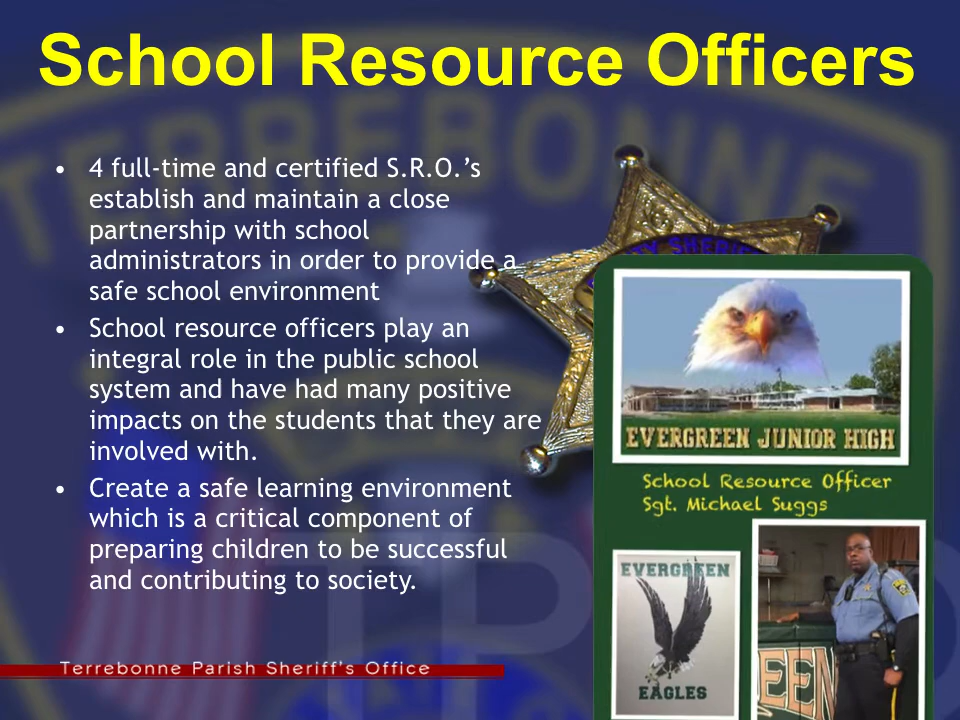 School Resource Officers
TERREBONNE
• 4 full-time and certified S.R.O.’s
establish and maintain a close
partnership with school
administrators in order to provide a
safe school environment
• School resource officers play an
integral role in the public school
system and have had many positive
impacts on the students that they are
involved with.
• Create a safe learning environment
which is a critical component of
preparing children to be successful
and contributing to society.
Terrebonne Parish Sheriff’s Office
EVERGREEN JUNIOR HIGH
School Resource Officer
Sgt. Michael Suggs
EVERGREEN
EAGLES
EEN